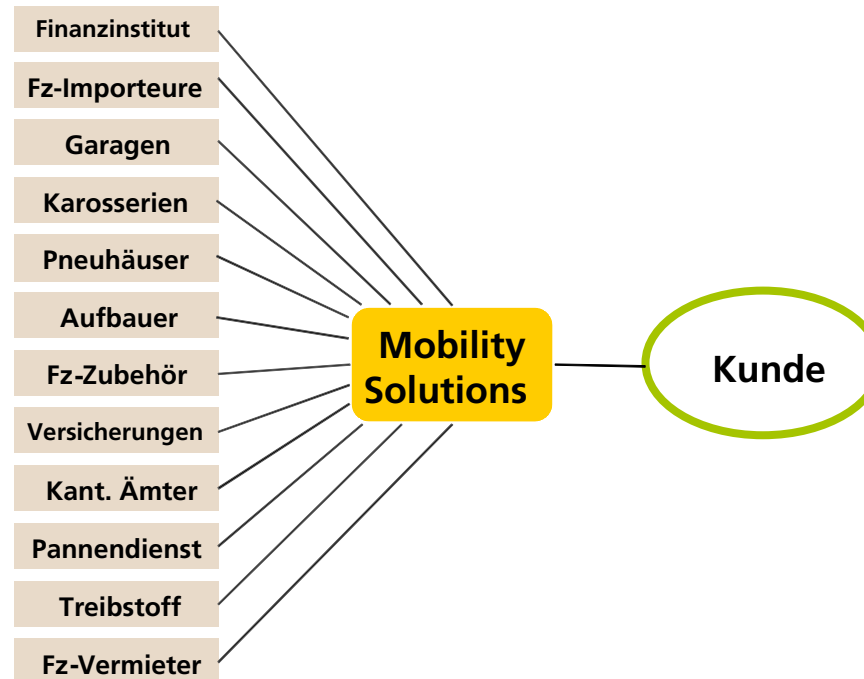 Finanzinstitut
Fz-Importeure
Garagen
Karosserien
Pneuhäuser
Aufbauer
Fz-Zubehör
Versicherungen
Kant. Ämter
Pannendienst
Treibstoff
Fz-Vermieter
Mobility
Solutions
Kunde